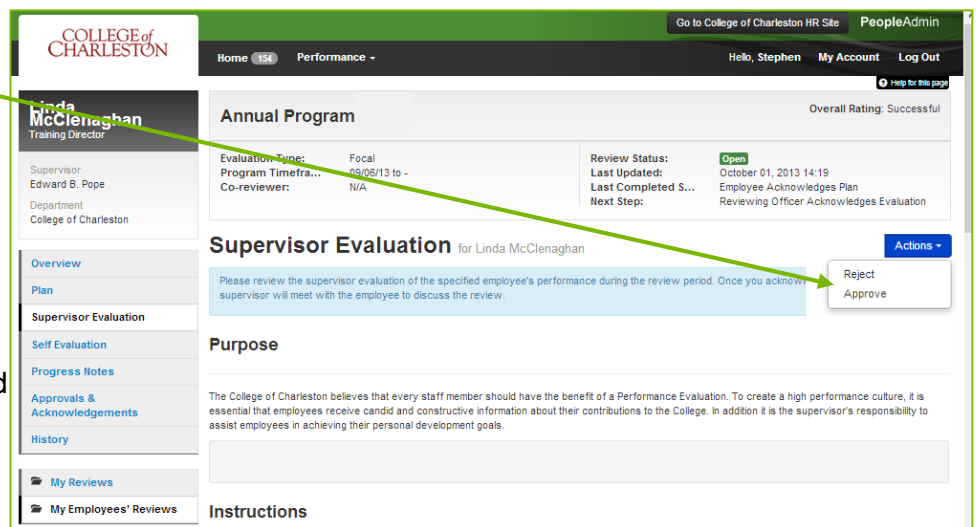 COLLEGE of
CHARLESTON
Go to College of Charleston HR Site PeopleAdmin
Home 154 Performance
Hello, Stephen My Account Log Out
Help for this page
Linda
McClenaghan
Training Director
Supervisor
Edward B. Pope
Department
College of Charleston
Annual Program
Overall Rating: Successful
Evaluation Type: Focal
Program Timefra... 09/06/13 to -
Co-reviewer: N/A
Review Status: Open
Last Updated: October 01, 2013 14:19
Last Completed S... Employee Acknowledges Plan
Next Step: Reviewing Officer Acknowledges Evaluation
Overview
Plan
Supervisor Evaluation
Self Evaluation
Progress Notes
Approvals &
Acknowledgements
History
My Reviews
My Employees' Reviews
Supervisor Evaluation for Linda McClenaghan
Actions
Reject
Approve
Please review the supervisor evaluation of the specified employee's performance during the review period. Once you acknow
supervisor will meet with the employee to discuss the review.
Purpose
The College of Charleston believes that every staff member should have the benefit of a Performance Evaluation. To create a high performance culture, it is
essential that employees receive candid and constructive information about their contributions to the College. In addition it is the supervisor's responsibility to
assist employees in achieving their personal development goals.
Instructions